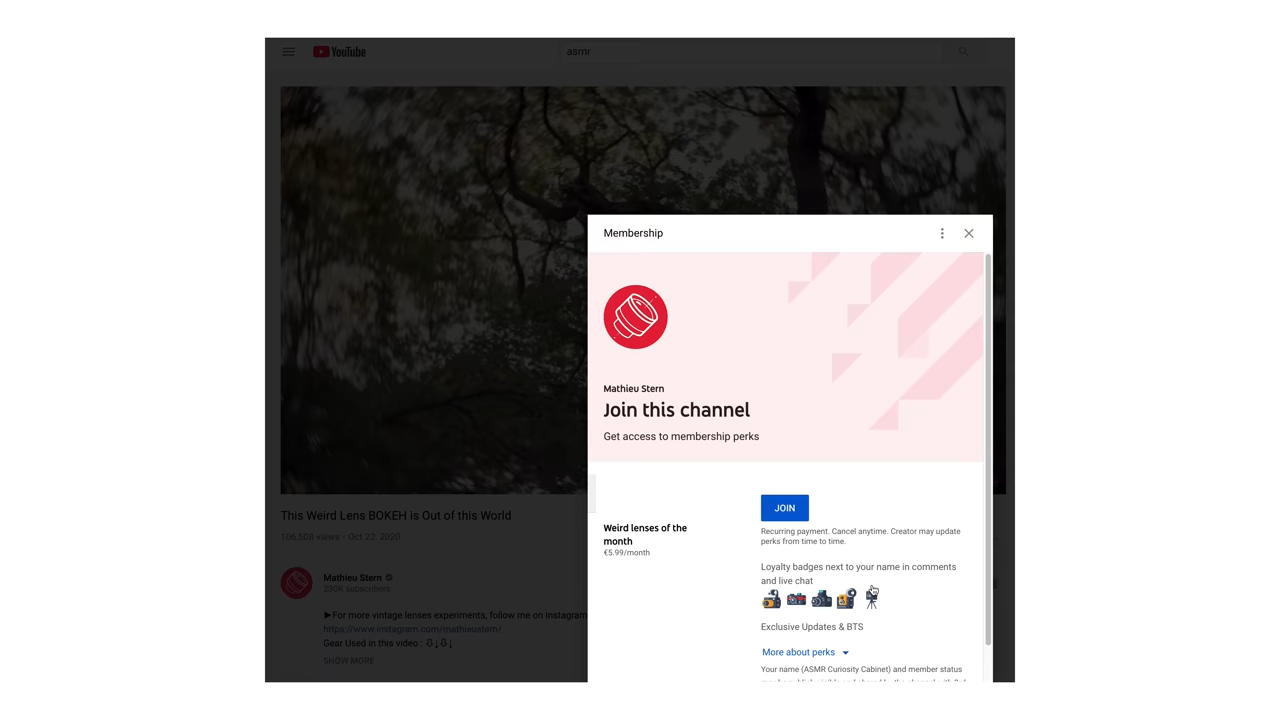 YouTube
asmr
Membership
Mathieu Stern
Join this channel
Get access to membership perks
Weird lenses of the
month
€5.99/month
JOIN
Recurring payment. Cancel anytime. Creator may update
perks from time to time.
Loyalty badges next to your name in comments
and live chat
Exclusive Updates & BTS
More about perks
Your name (ASMR Curiosity Cabinet) and member status
This Weird Lens BOKEH is Out of this World
106,508 views • Oct 22, 2020
Mathieu Stern
230K subscribers
►For more vintage lenses experiments, follow me on Instagram
https://www.instagram.com/mathieustern/
Gear Used in this video : ⇩↓⇩↓
SHOW MORE